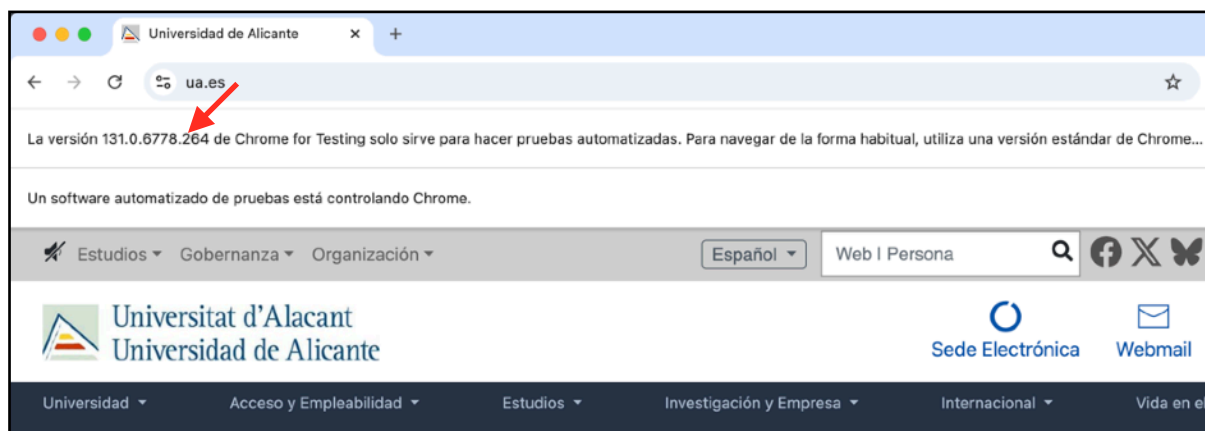 Universidad de Alicante
ua.es
La versión 131.0.6778.264 de Chrome for Testing solo sirve para hacer pruebas automatizadas. Para navegar de la forma habitual, utiliza una versión estándar de Chrome...
Un software automatizado de pruebas está controlando Chrome.
Estudios Gobernanza Organización Español Web | Persona
Universitat d'Alacant
Universidad de Alicante
Sede Electrónica Webmail
Universidad Acceso y Empleabilidad Estudios Investigación y Empresa Internacional Vida en el